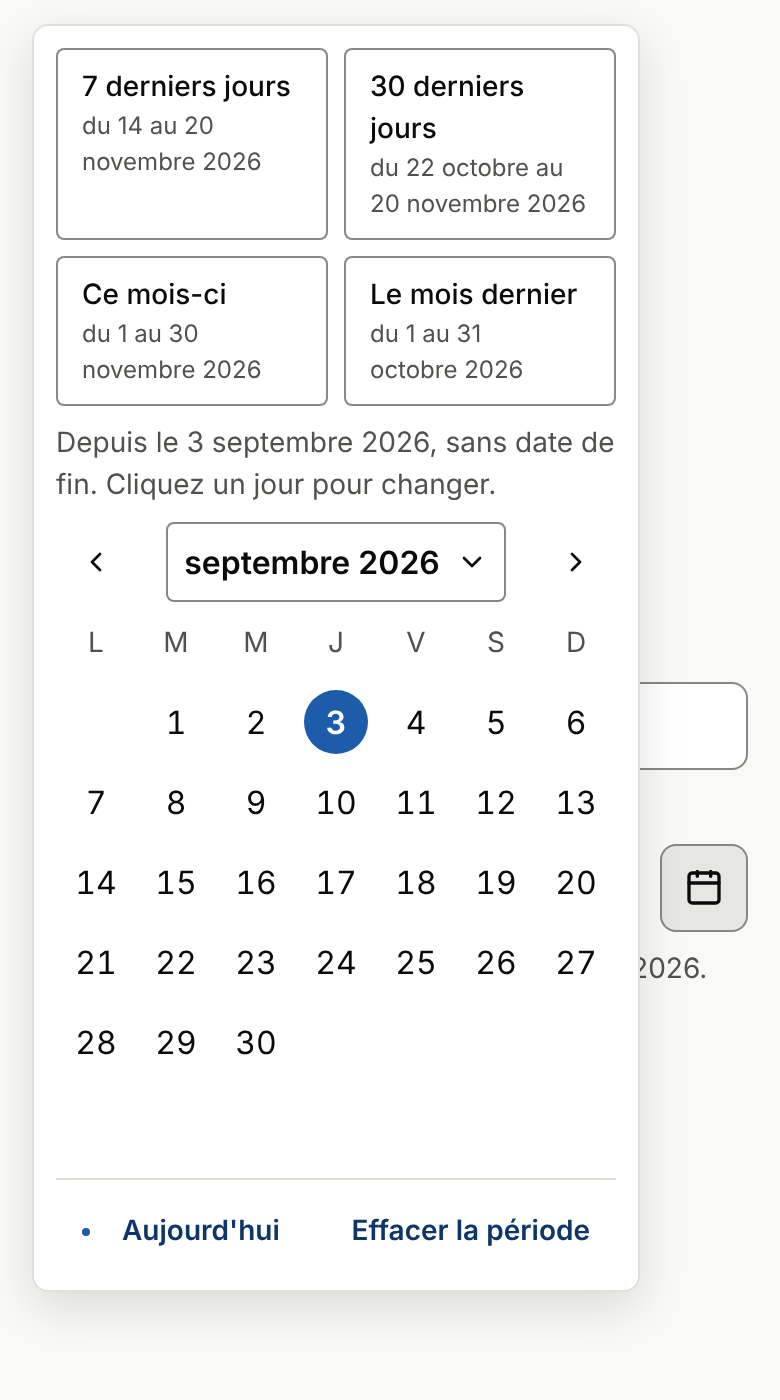 7 derniers jours
du 14 au 20
novembre 2026
30 derniers
jours
du 22 octobre au
20 novembre 2026
Ce mois-ci
du 1 au 30
novembre 2026
Le mois dernier
du 1 au 31
octobre 2026
Depuis le 3 septembre 2026, sans date de
fin. Cliquez un jour pour changer.
septembre 2026
L M M J V S D
1 2 3 4 5 6
7 8 9 10 11 12 13
14 15 16 17 18 19 20
21 22 23 24 25 26 27
2026.
28 29 30
Aujourd'hui
Effacer la période